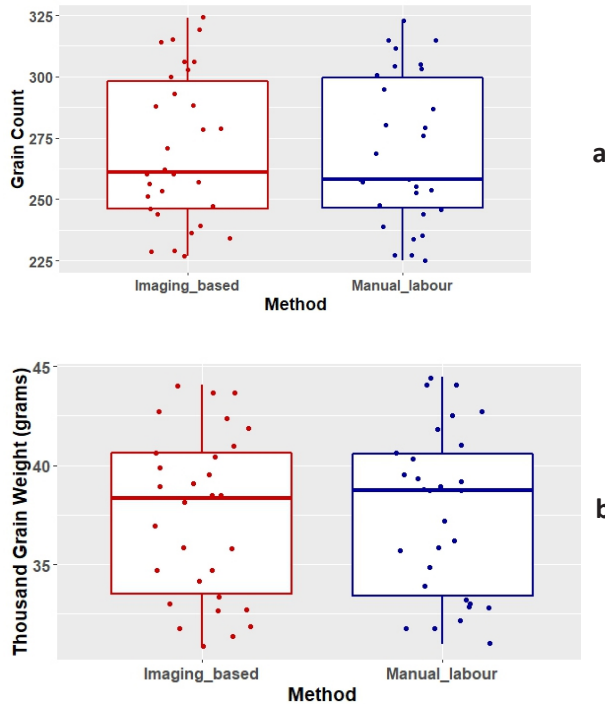 325
300
275
250
225
Grain Count
Imaging_based
Manual_labour
Method
a
45
40
35
Thousand Grain Weight (grams)
Imaging_based
Manual_labour
Method
b